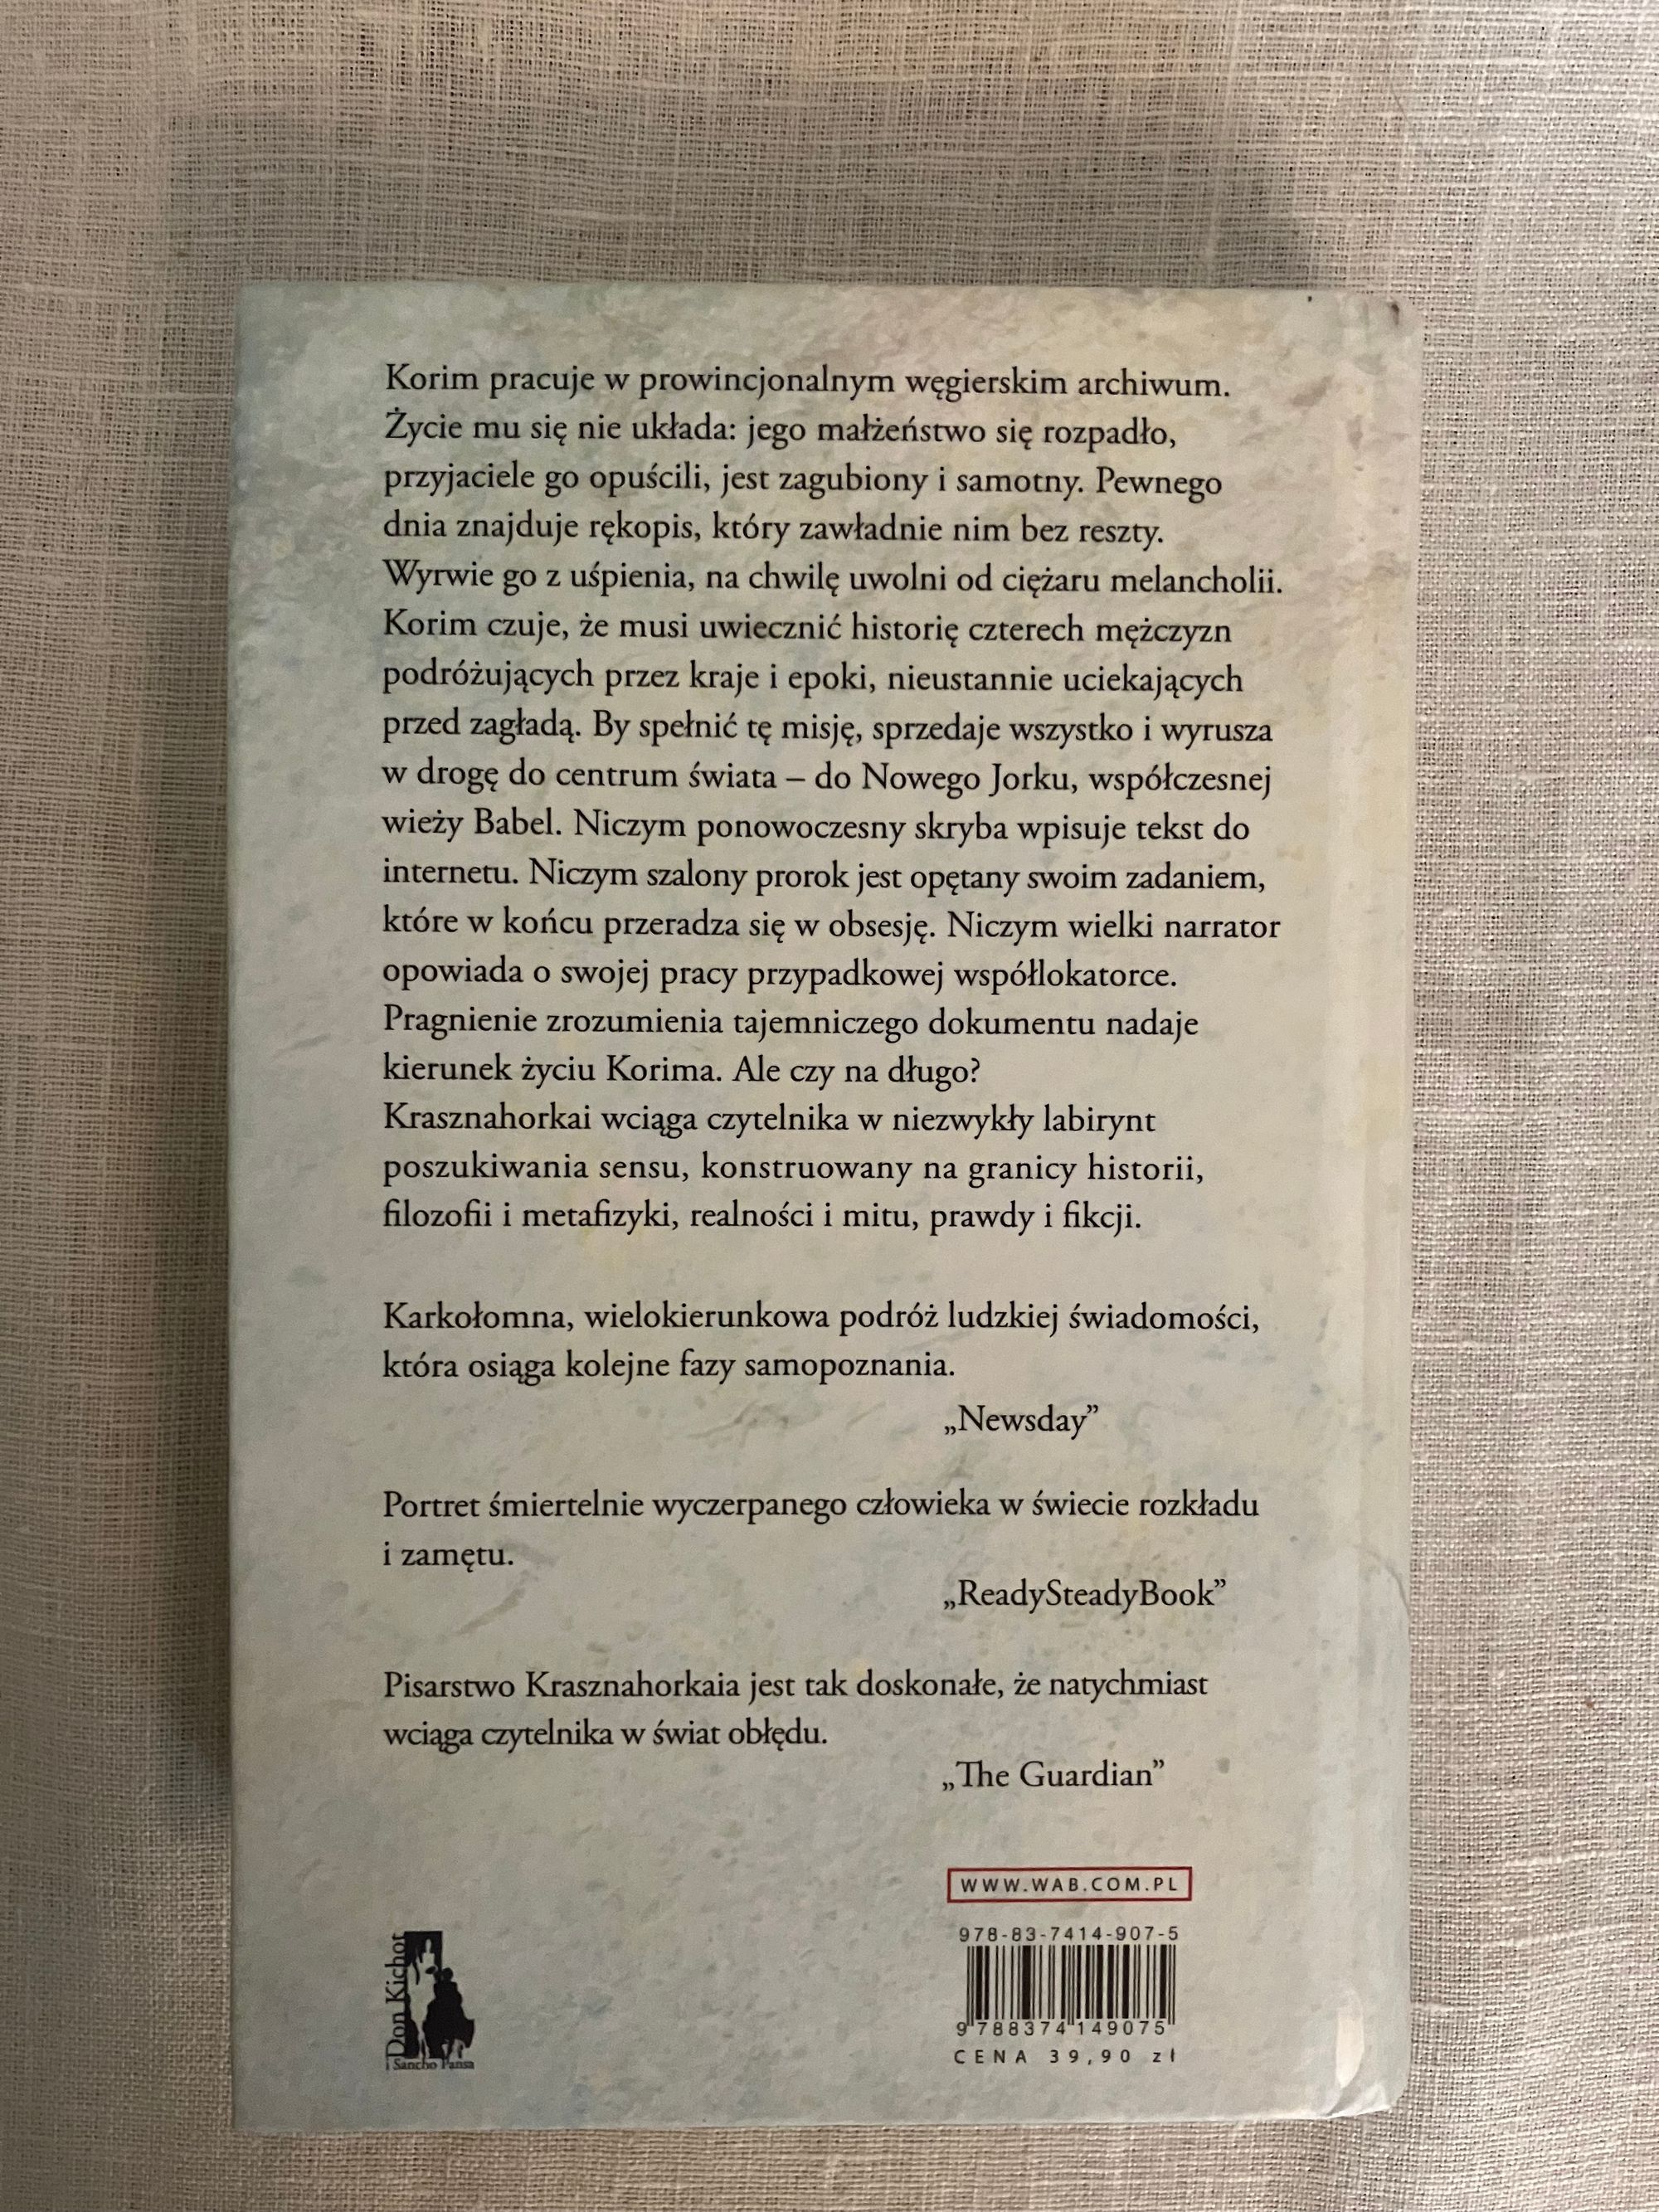 Korim pracuje w prowincjonalnym węgierskim archiwum.
Życie mu się nie układa: jego małżeństwo się rozpadło,
przyjaciele go opuścili, jest zagubiony i samotny. Pewnego
dnia znajduje rękopis, który zawładnie nim bez reszty.
Wyrwie go z uśpienia, na chwilę uwolni od ciężaru melancholii.
Korim czuje, że musi uwiecznić historię czterech mężczyzn
podróżujących przez kraje i epoki, nieustannie uciekających
przed zagładą. By spełnić tę misję, sprzedaje wszystko i wyrusza
w drogę do centrum świata – do Nowego Jorku, współczesnej
wieży Babel. Niczym ponowoczesny skryba wpisuje tekst do
internetu. Niczym szalony prorok jest opętany swoim zadaniem,
które w końcu przeradza się w obsesję. Niczym wielki narrator
opowiada o swojej pracy przypadkowej współlokatorce.
Pragnienie zrozumienia tajemniczego dokumentu nadaje
kierunek życiu Korima. Ale czy na długo?
Krasznahorkai wciąga czytelnika w niezwykły labirynt
poszukiwania sensu, konstruowany na granicy historii,
filozofii i metafizyki, realności i mitu, prawdy i fikcji.
Karkołomna, wielokierunkowa podróż ludzkiej świadomości,
która osiąga kolejne fazy samopoznania.
„Newsday”
Portret śmiertelnie wyczerpanego człowieka w świecie rozkładu
i zamętu.
„ReadySteadyBook”
Pisarstwo Krasznahorkaia jest tak doskonałe, że natychmiast
wciąga czytelnika w świat obłędu.
„The Guardian”
WWW.WAB.COM.PL
978-83-7414-907-5
9 788374 149075
CENA 39,90 zł
Don Kichot
i Sancho Pansa